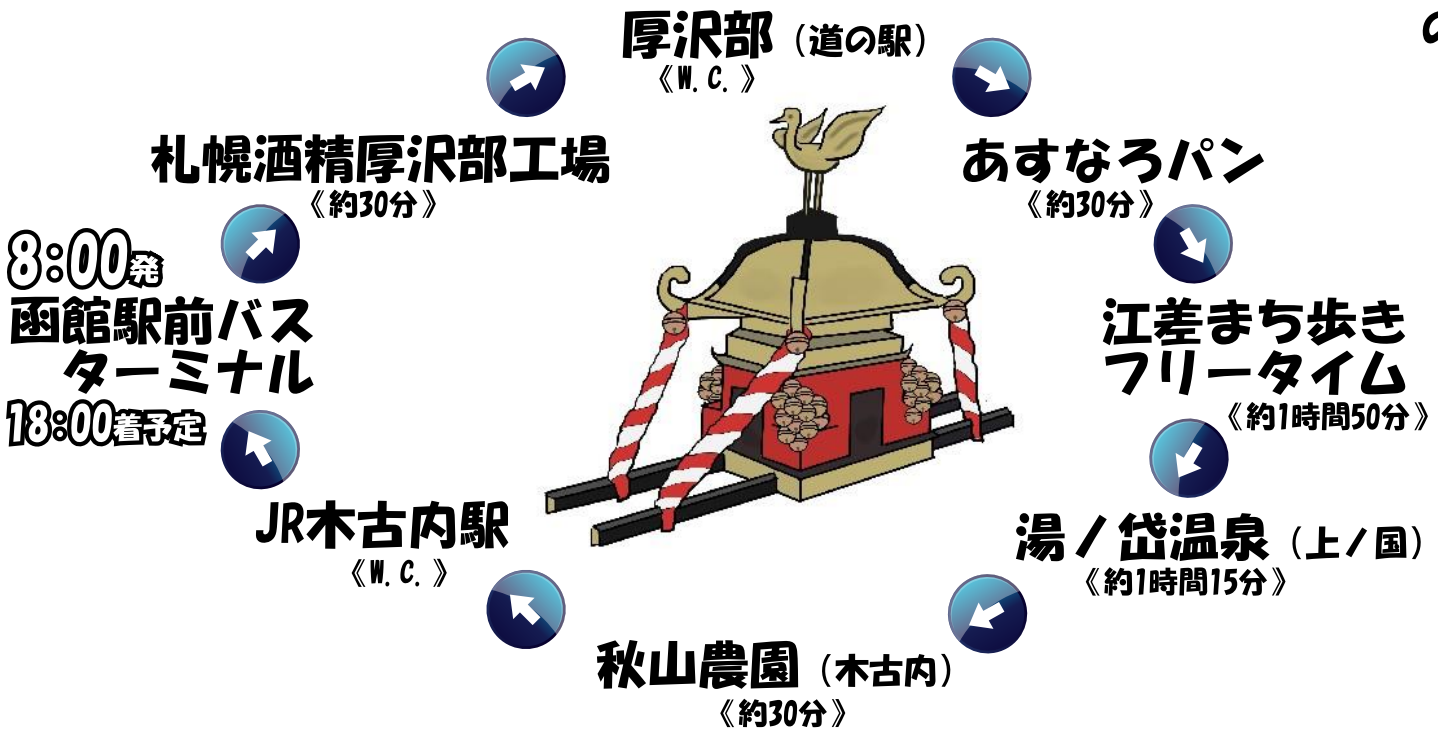 8:00発
函館駅前バス
ターミナル
18:00着予定
札幌酒精厚沢部工場
《約30分》
厚沢部（道の駅）
《W.C.》
あすなろパン
《約30分》
江差まち歩き
フリータイム
《約1時間50分》
湯ノ岱温泉（上ノ国）
《約1時間15分》
秋山農園（木古内）
《約30分》
JR木古内駅
《W.C.》